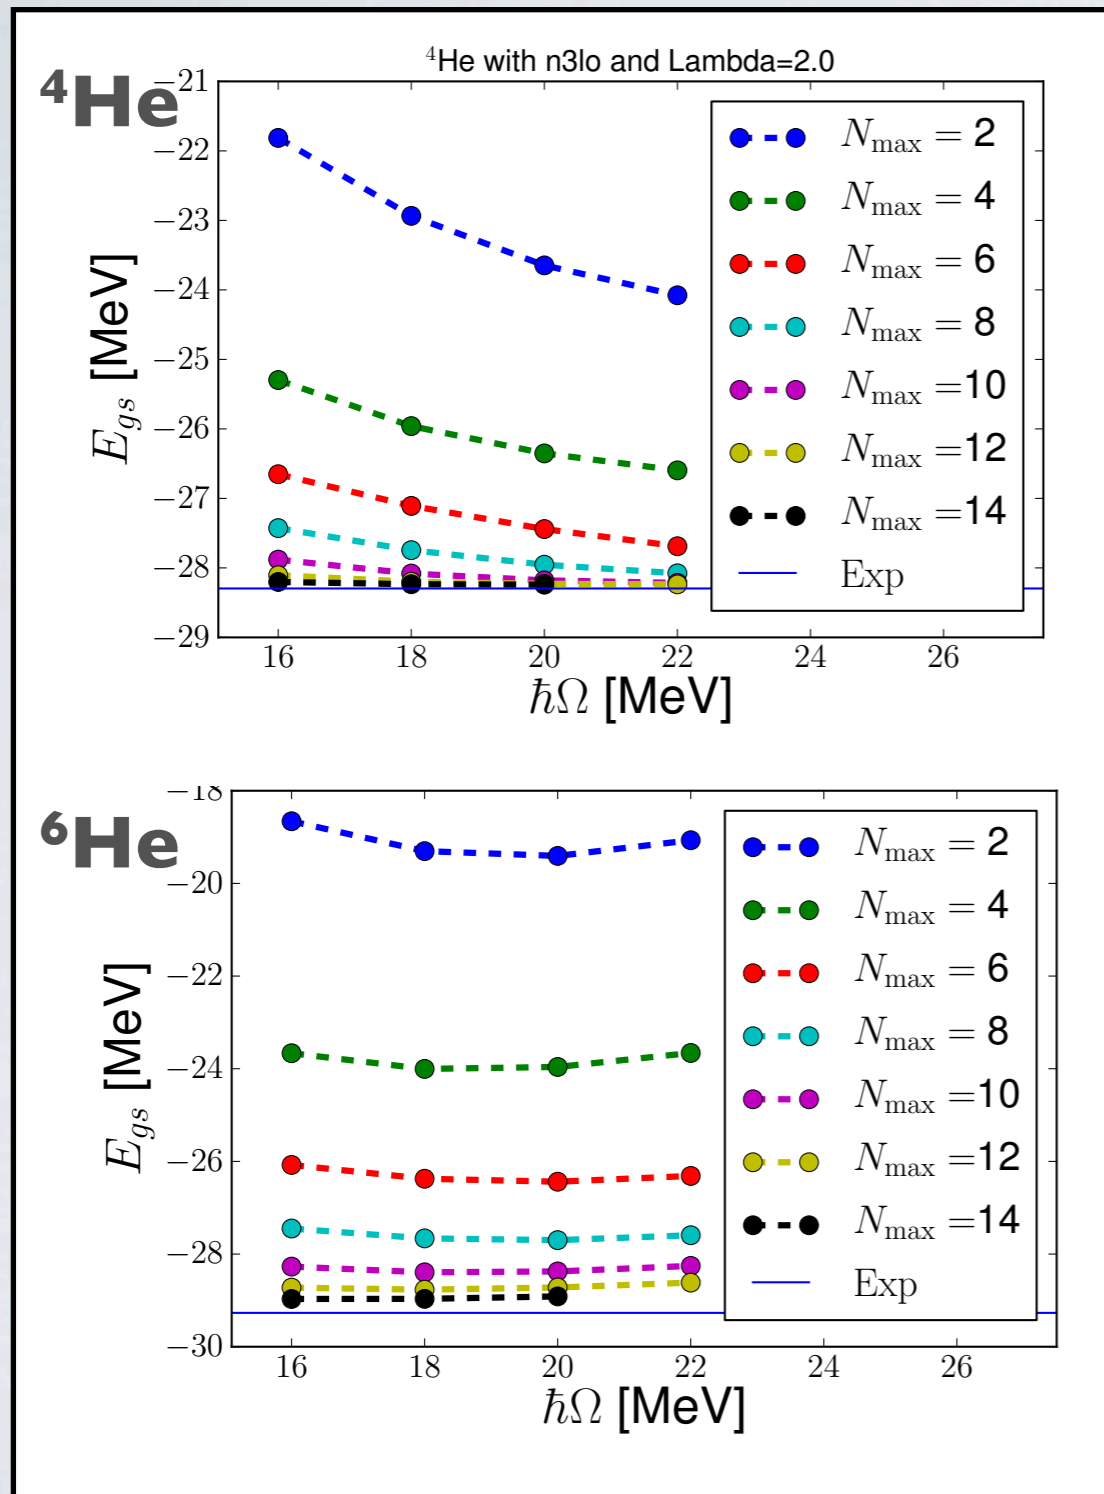 ⁴He
⁴He with n3lo and Lambda=2.0
−21
−22
−23
−24
−25
−26
−27
−28
−29
E_gs [MeV]
16 18 20 22 24 26
ħΩ [MeV]
N_max = 2
N_max = 4
N_max = 6
N_max = 8
N_max =10
N_max =12
N_max =14
Exp
⁶He
−18
−20
−22
−24
−26
−28
−30
E_gs [MeV]
16 18 20 22 24 26
ħΩ [MeV]
N_max = 2
N_max = 4
N_max = 6
N_max = 8
N_max =10
N_max =12
N_max =14
Exp